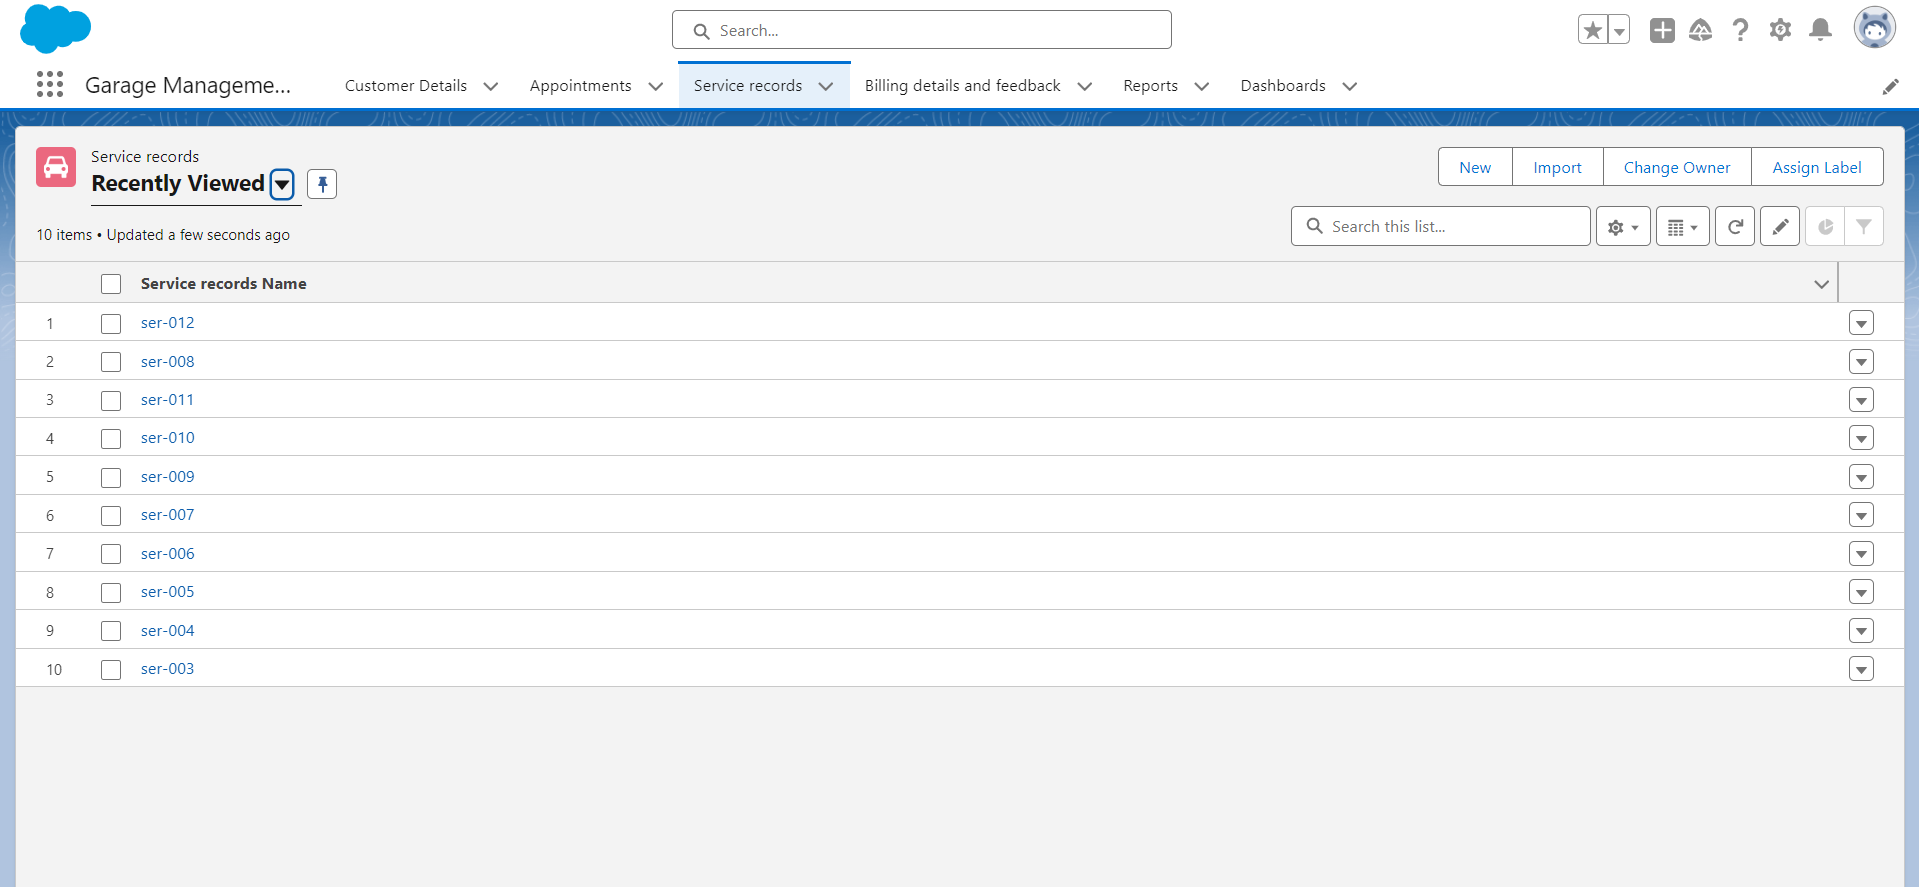 Search...
Garage Manageme...
Customer Details
Appointments
Service records
Billing details and feedback
Reports
Dashboards
Service records
Recently Viewed
New
Import
Change Owner
Assign Label
10 items • Updated a few seconds ago
Search this list...
Service records Name
1 ser-012
2 ser-008
3 ser-011
4 ser-010
5 ser-009
6 ser-007
7 ser-006
8 ser-005
9 ser-004
10 ser-003